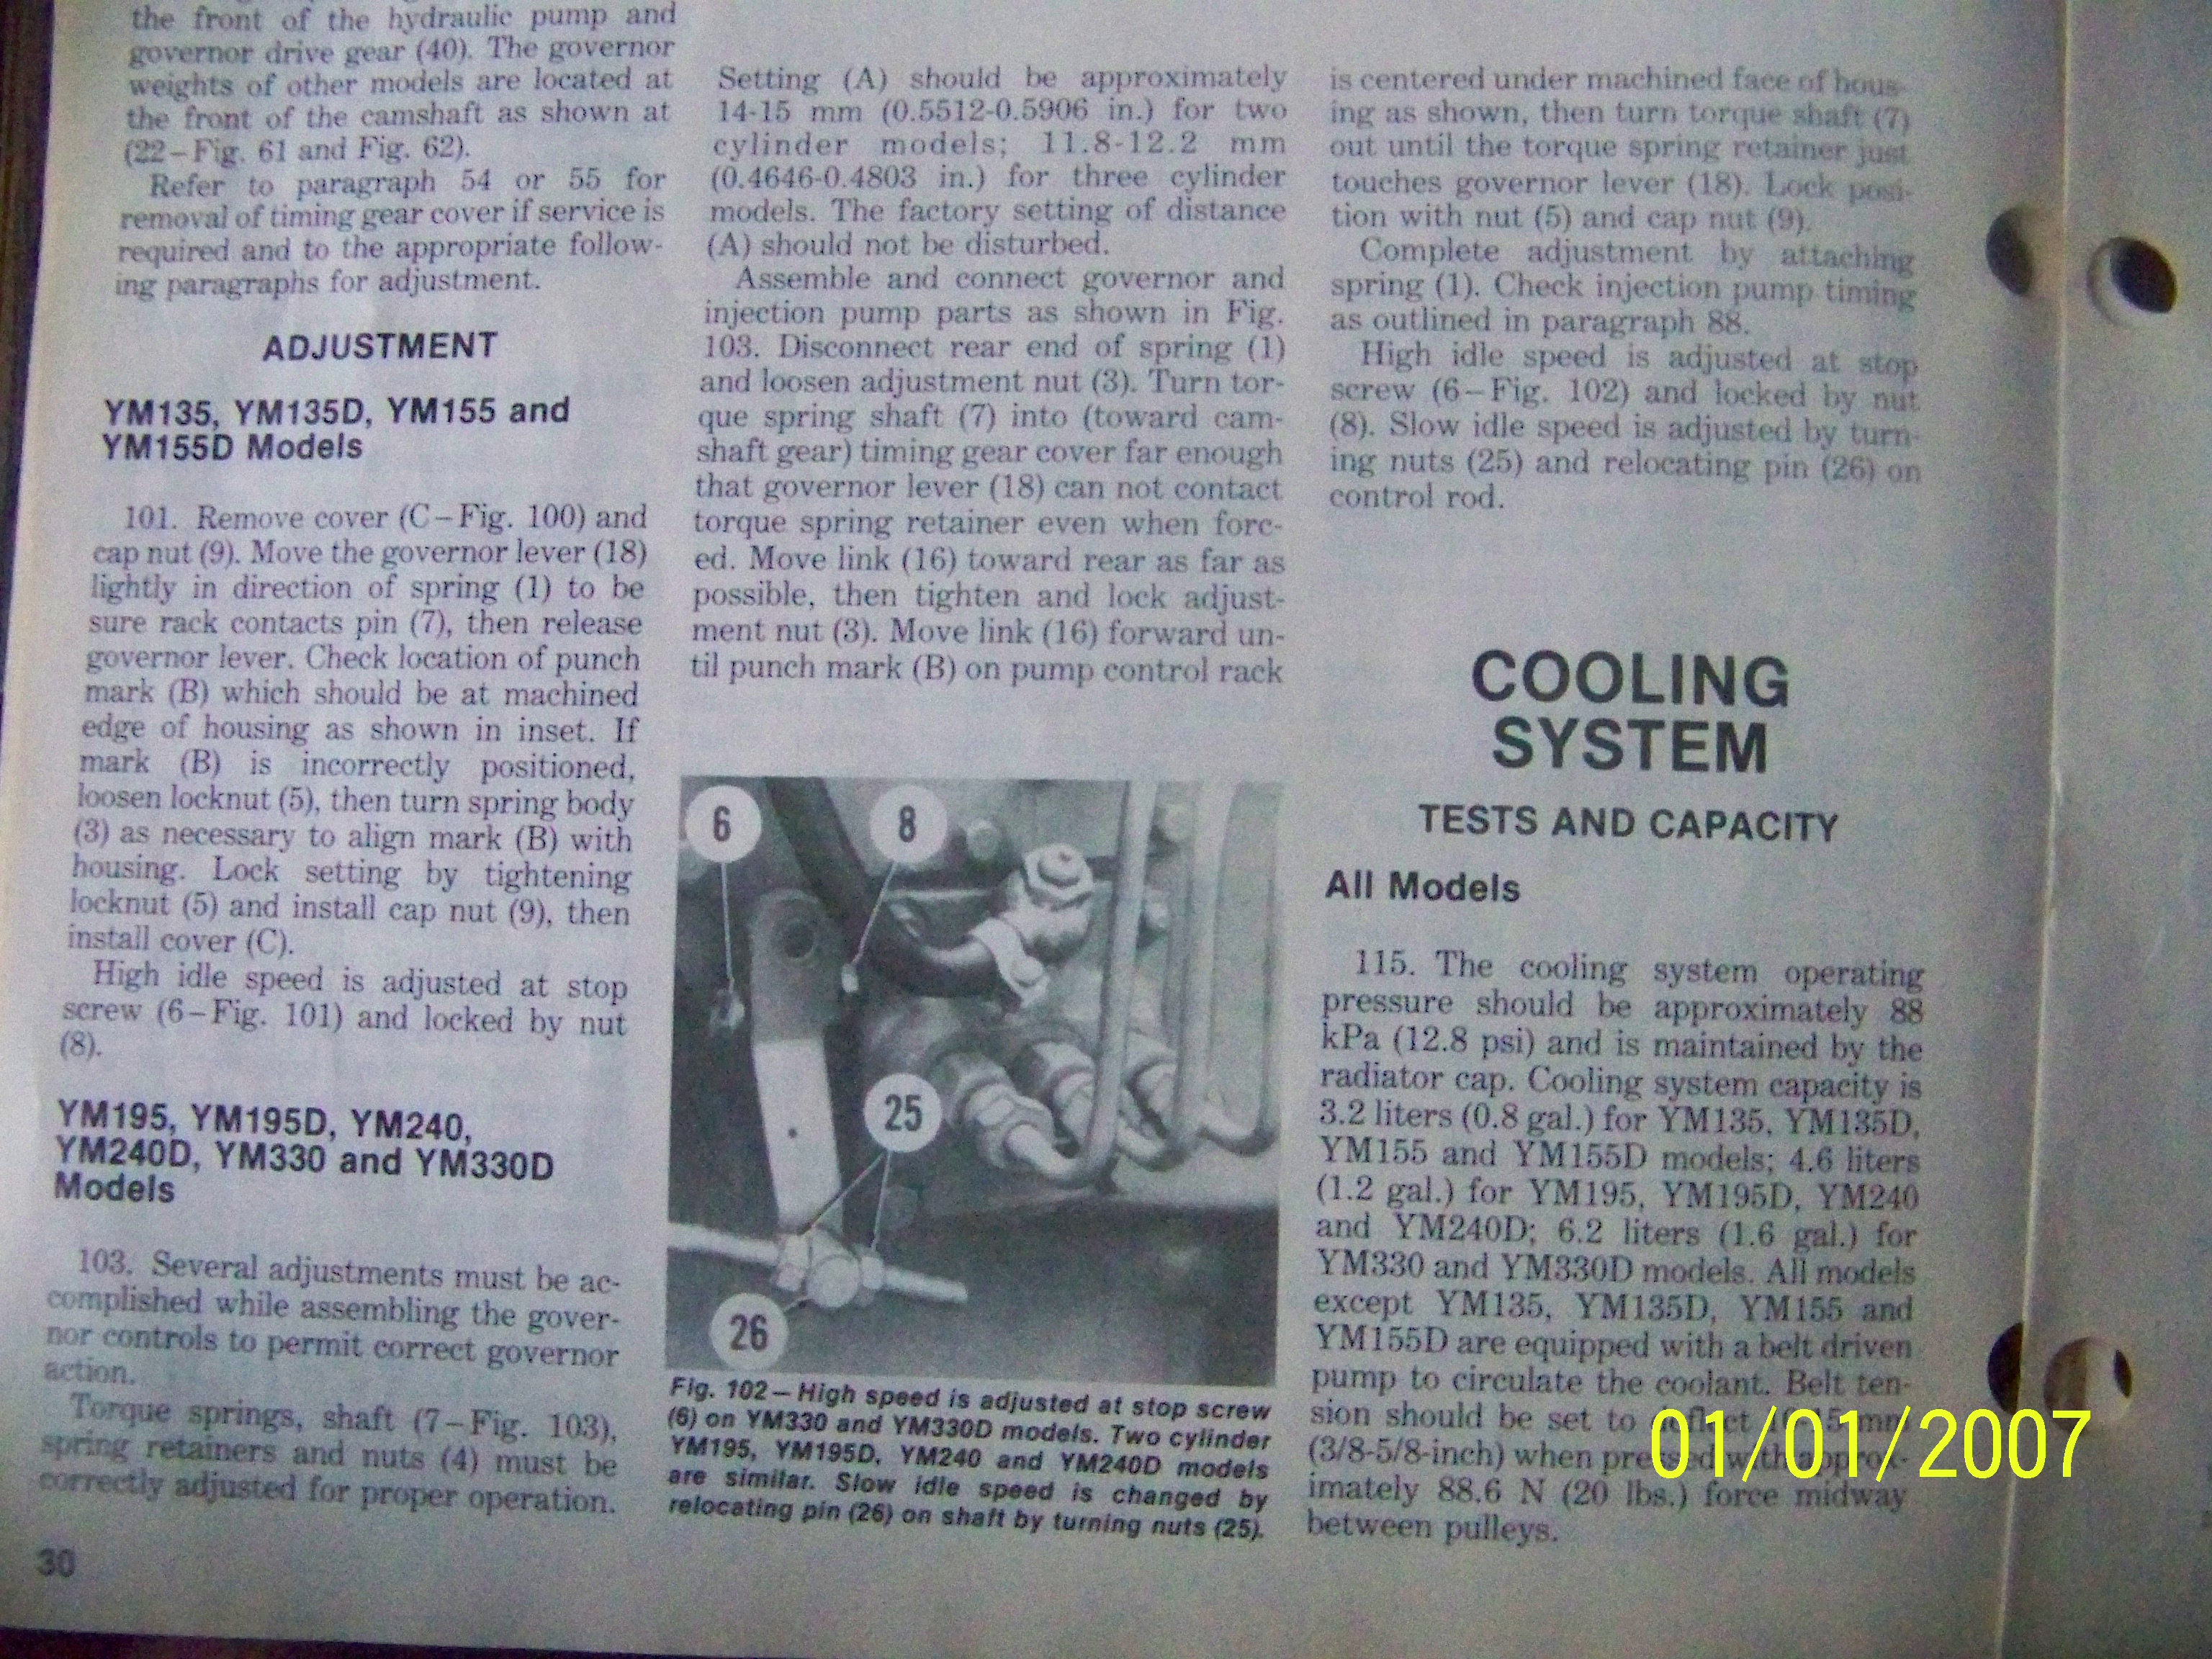 the front of the hydraulic pump and
governor drive gear (40). The governor
weights of other models are located at
the front of the camshaft as shown at
(22–Fig. 61 and Fig. 62).
Refer to paragraph 54 or 55 for
removal of timing gear cover if service is
required and to the appropriate follow-
ing paragraphs for adjustment.
ADJUSTMENT
YM135, YM135D, YM155 and
YM155D Models
101. Remove cover (C–Fig. 100) and
cap nut (9). Move the governor lever (18)
lightly in direction of spring (1) to be
sure rack contacts pin (7), then release
governor lever. Check location of punch
mark (B) which should be at machined
edge of housing as shown in inset. If
mark (B) is incorrectly positioned,
loosen locknut (5), then turn spring body
(3) as necessary to align mark (B) with
housing. Lock setting by tightening
locknut (5) and install cap nut (9), then
install cover (C).
High idle speed is adjusted at stop
screw (6–Fig. 101) and locked by nut
(8).
YM195, YM195D, YM240,
YM240D, YM330 and YM330D
Models
103. Several adjustments must be ac-
complished while assembling the gover-
nor controls to permit correct governor
action.
Torque springs, shaft (7–Fig. 103),
spring retainers and nuts (4) must be
correctly adjusted for proper operation.
30
Setting (A) should be approximately
14-15 mm (0.5512-0.5906 in.) for two
cylinder models; 11.8-12.2 mm
(0.4646-0.4803 in.) for three cylinder
models. The factory setting of distance
(A) should not be disturbed.
Assemble and connect governor and
injection pump parts as shown in Fig.
103. Disconnect rear end of spring (1)
and loosen adjustment nut (3). Turn tor-
que spring shaft (7) into (toward cam-
shaft gear) timing gear cover far enough
that governor lever (18) can not contact
torque spring retainer even when forc-
ed. Move link (16) toward rear as far as
possible, then tighten and lock adjust-
ment nut (3). Move link (16) forward un-
til punch mark (B) on pump control rack
6
8
25
26
Fig. 102–High speed is adjusted at stop screw
(6) on YM330 and YM330D models. Two cylinder
YM195, YM195D, YM240 and YM240D models
are similar. Slow idle speed is changed by
relocating pin (26) on shaft by turning nuts (25).
is centered under machined face of hous-
ing as shown, then turn torque shaft (7)
out until the torque spring retainer just
touches governor lever (18). Lock posi-
tion with nut (5) and cap nut (9).
Complete adjustment by attaching
spring (1). Check injection pump timing
as outlined in paragraph 88.
High idle speed is adjusted at stop
screw (6–Fig. 102) and locked by nut
(8). Slow idle speed is adjusted by turn-
ing nuts (25) and relocating pin (26) on
control rod.
COOLING
SYSTEM
TESTS AND CAPACITY
All Models
115. The cooling system operating
pressure should be approximately 88
kPa (12.8 psi) and is maintained by the
radiator cap. Cooling system capacity is
3.2 liters (0.8 gal.) for YM135, YM135D,
YM155 and YM155D models; 4.6 liters
(1.2 gal.) for YM195, YM195D, YM240
and YM240D; 6.2 liters (1.6 gal.) for
YM330 and YM330D models. All models
except YM135, YM135D, YM155 and
YM155D are equipped with a belt driven
pump to circulate the coolant. Belt ten-
sion should be set to deflect 10-15 mm
(3/8-5/8-inch) when pressed with approx-
imately 88.6 N (20 lbs.) force midway
between pulleys.
01/01/2007